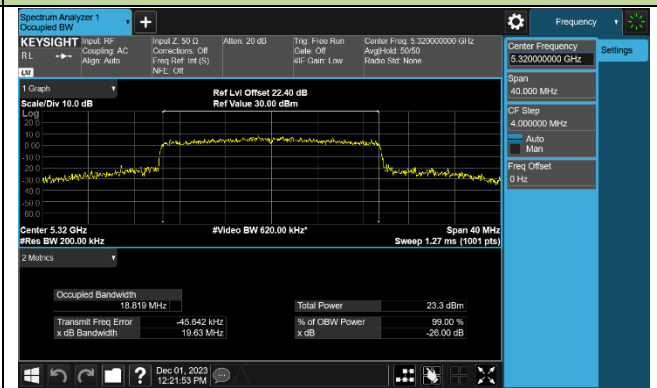 Spectrum Analyzer 1
Occupied BW
+
Frequency
KEYSIGHT
RL
LXI
Input: RF
Coupling: AC
Align: Auto
Input Z: 50 Ω
Corrections: Off
Freq Ref: Int (S)
NFE: Off
Atten: 20 dB
Trig: Free Run
Gate: Off
#IF Gain: Low
Center Freq: 5.320000000 GHz
Avg|Hold: 50/50
Radio Std: None
Center Frequency
5.320000000 GHz
Settings
Span
40.000 MHz
CF Step
4.000000 MHz
Auto
Man
Freq Offset
0 Hz
1 Graph
Scale/Div 10.0 dB
Ref Lvl Offset 22.40 dB
Ref Value 30.00 dBm
Log
20.0
10.0
0.00
-10.0
-20.0
-30.0
-40.0
-50.0
-60.0
Center 5.32 GHz
#Res BW 200.00 kHz
#Video BW 620.00 kHz*
Span 40 MHz
Sweep 1.27 ms (1001 pts)
2 Metrics
Occupied Bandwidth
18.819 MHz
Total Power 23.3 dBm
Transmit Freq Error -45.642 kHz
% of OBW Power 99.00 %
x dB Bandwidth 19.63 MHz
x dB -26.00 dB
?
Dec 01, 2023
12:21:53 PM